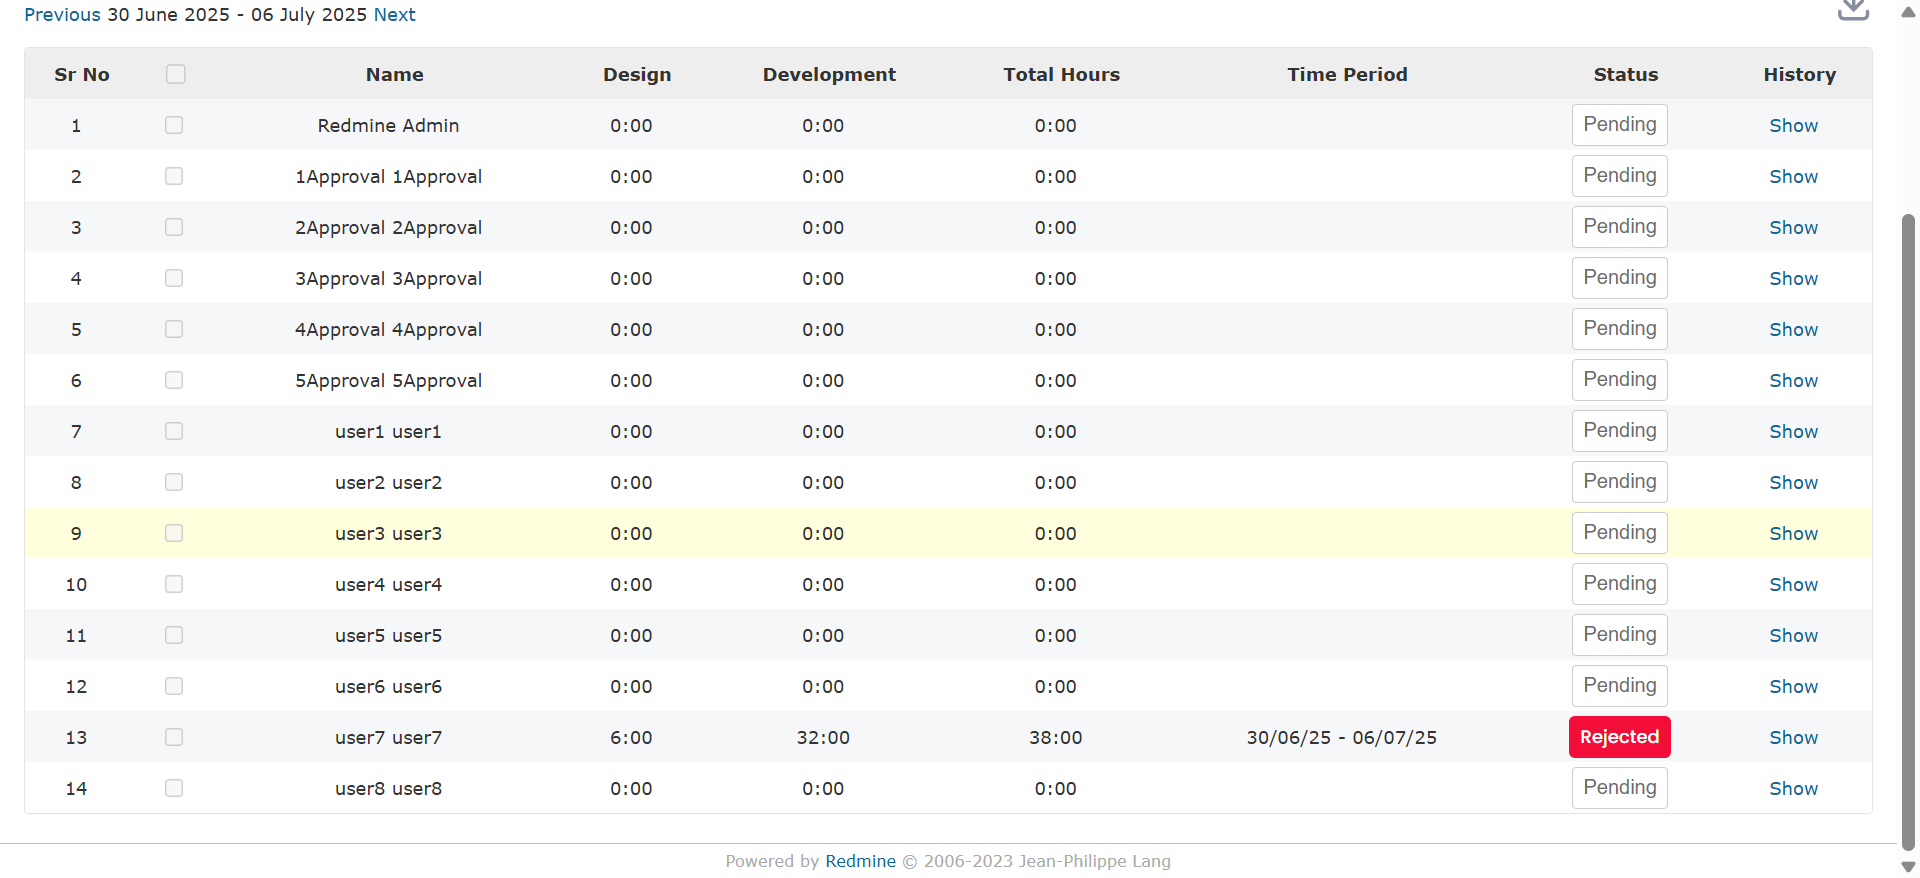 Previous 30 June 2025 - 06 July 2025 Next
Sr No Name Design Development Total Hours Time Period Status History
1 Redmine Admin 0:00 0:00 0:00 Pending Show
2 1Approval 1Approval 0:00 0:00 0:00 Pending Show
3 2Approval 2Approval 0:00 0:00 0:00 Pending Show
4 3Approval 3Approval 0:00 0:00 0:00 Pending Show
5 4Approval 4Approval 0:00 0:00 0:00 Pending Show
6 5Approval 5Approval 0:00 0:00 0:00 Pending Show
7 user1 user1 0:00 0:00 0:00 Pending Show
8 user2 user2 0:00 0:00 0:00 Pending Show
9 user3 user3 0:00 0:00 0:00 Pending Show
10 user4 user4 0:00 0:00 0:00 Pending Show
11 user5 user5 0:00 0:00 0:00 Pending Show
12 user6 user6 0:00 0:00 0:00 Pending Show
13 user7 user7 6:00 32:00 38:00 30/06/25 - 06/07/25 Rejected Show
14 user8 user8 0:00 0:00 0:00 Pending Show
Powered by Redmine © 2006-2023 Jean-Philippe Lang